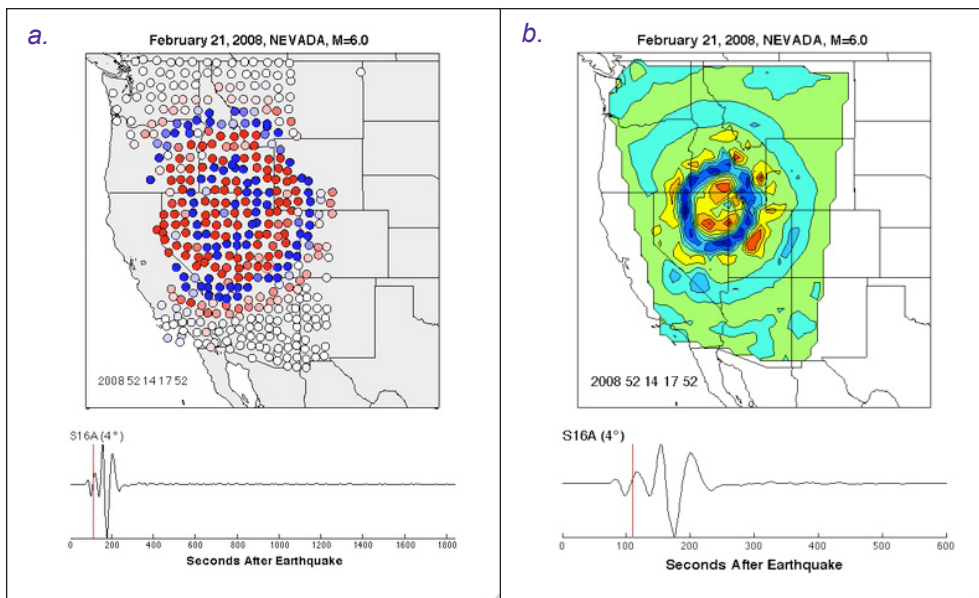 a.
February 21, 2008, NEVADA, M=6.0
2008 52 14 17 52
S16A (4°)
0 200 400 600 800 1000 1200 1400 1600 1800
Seconds After Earthquake
b.
February 21, 2008, NEVADA, M=6.0
2008 52 14 17 52
S16A (4°)
0 100 200 300 400 500 600
Seconds After Earthquake